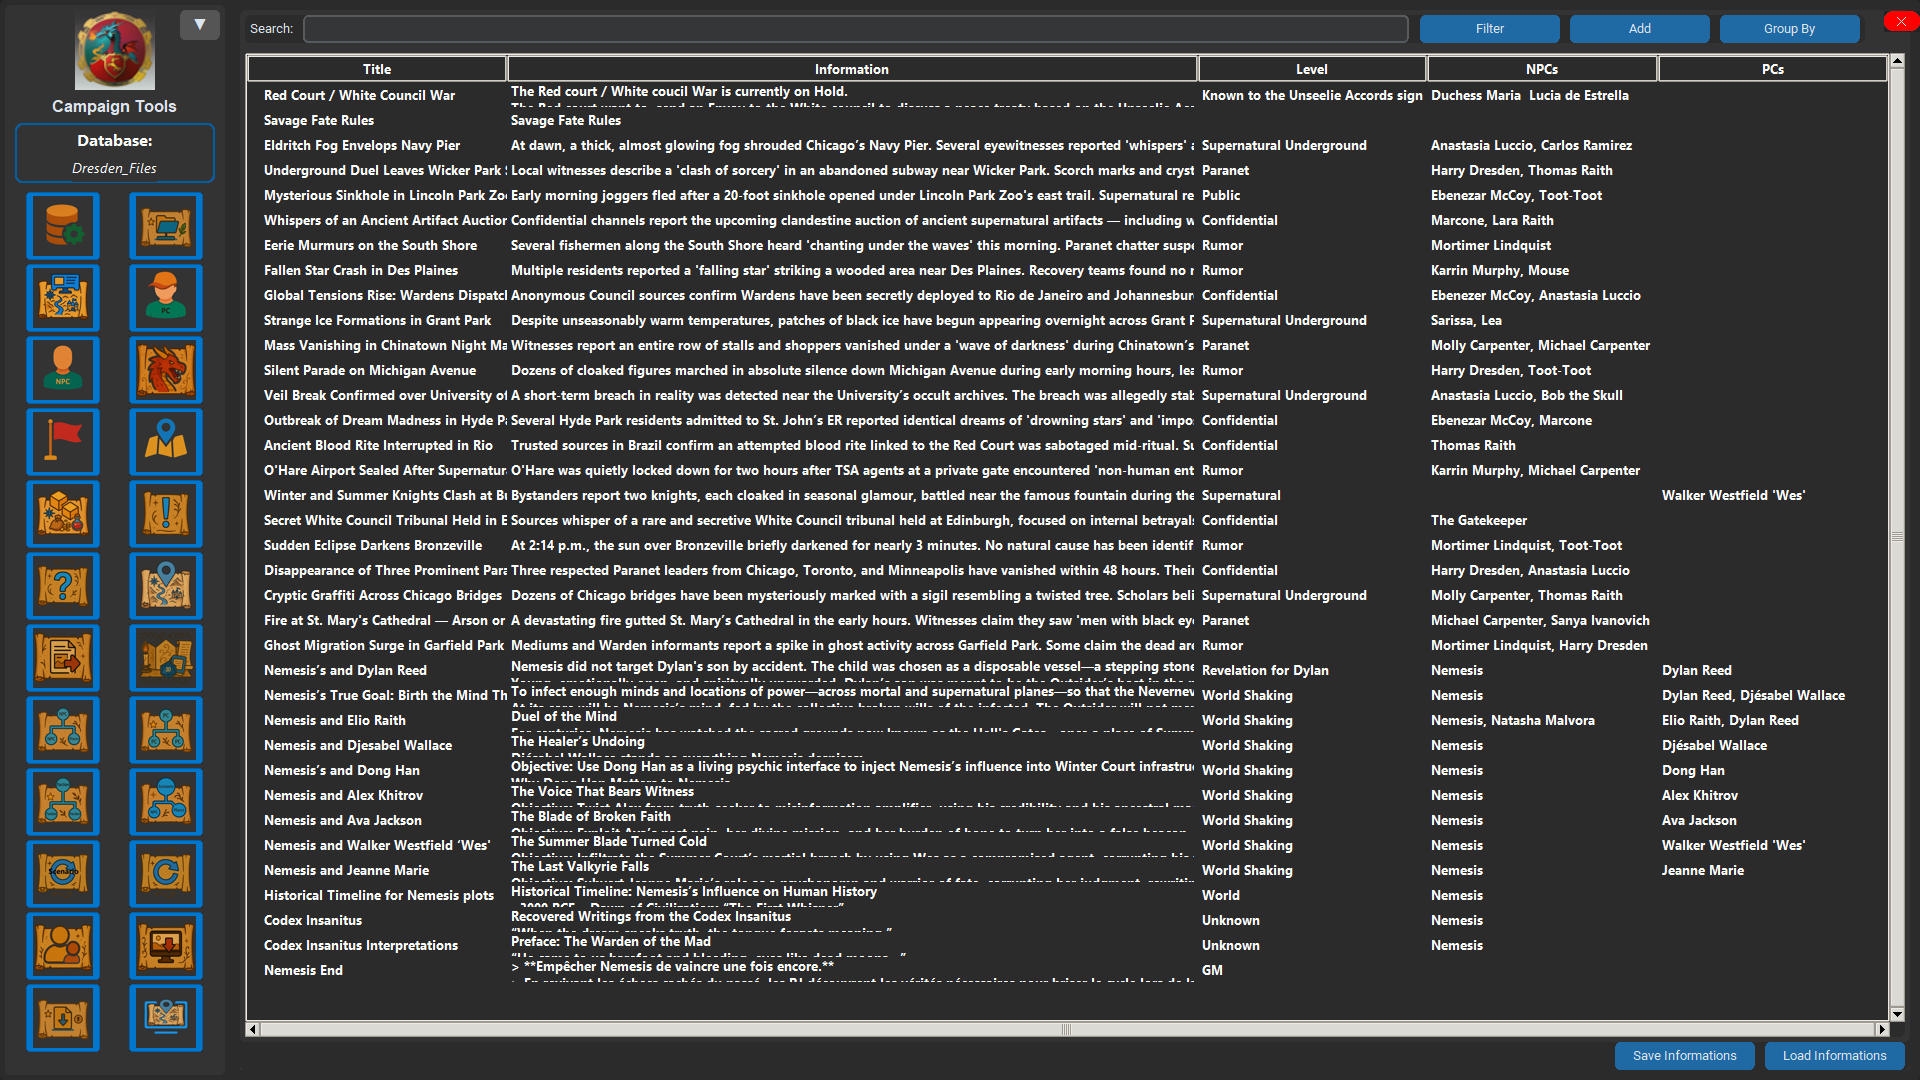 ▼
Search:
Filter
Add
Group By
Campaign Tools
Database:
Dresden_Files
PC
NPC
Scenario
Title Information Level NPCs PCs
Red Court / White Council War The Red court / White coucil War is currently on Hold. Known to the Unseelie Accords sign Duchess Maria Lucia de Estrella
Savage Fate Rules Savage Fate Rules
Eldritch Fog Envelops Navy Pier At dawn, a thick, almost glowing fog shrouded Chicago’s Navy Pier. Several eyewitnesses reported 'whispers' Supernatural Underground Anastasia Luccio, Carlos Ramirez
Underground Duel Leaves Wicker Park Local witnesses describe a 'clash of sorcery' in an abandoned subway near Wicker Park. Scorch marks and cryst Paranet Harry Dresden, Thomas Raith
Mysterious Sinkhole in Lincoln Park Zo Early morning joggers fled after a 20-foot sinkhole opened under Lincoln Park Zoo's east trail. Supernatural re Public Ebenezar McCoy, Toot-Toot
Whispers of an Ancient Artifact Auction Confidential channels report the upcoming clandestine auction of ancient supernatural artifacts — including w Confidential Marcone, Lara Raith
Eerie Murmurs on the South Shore Several fishermen along the South Shore heard 'chanting under the waves' this morning. Paranet chatter suspe Rumor Mortimer Lindquist
Fallen Star Crash in Des Plaines Multiple residents reported a 'falling star' striking a wooded area near Des Plaines. Recovery teams found no r Rumor Karrin Murphy, Mouse
Global Tensions Rise: Wardens Dispatcl Anonymous Council sources confirm Wardens have been secretly deployed to Rio de Janeiro and Johannesbur Confidential Ebenezer McCoy, Anastasia Luccio
Strange Ice Formations in Grant Park Despite unseasonably warm temperatures, patches of black ice have begun appearing overnight across Grant P Supernatural Underground Sarissa, Lea
Mass Vanishing in Chinatown Night Ma Witnesses report an entire row of stalls and shoppers vanished under a 'wave of darkness' during Chinatown’s Paranet Molly Carpenter, Michael Carpenter
Silent Parade on Michigan Avenue Dozens of cloaked figures marched in absolute silence down Michigan Avenue during early morning hours, lea Rumor Harry Dresden, Toot-Toot
Veil Break Confirmed over University of A short-term breach in reality was detected near the University’s occult archives. The breach was allegedly stab Supernatural Underground Anastasia Luccio, Bob the Skull
Outbreak of Dream Madness in Hyde P Several Hyde Park residents admitted to St. John’s ER reported identical dreams of 'drowning stars' and 'impo Confidential Ebenezar McCoy, Marcone
Ancient Blood Rite Interrupted in Rio Trusted sources in Brazil confirm an attempted blood rite linked to the Red Court was sabotaged mid-ritual. Su Confidential Thomas Raith
O'Hare Airport Sealed After Supernatur O'Hare was quietly locked down for two hours after TSA agents at a private gate encountered 'non-human ent Rumor Karrin Murphy, Michael Carpenter
Winter and Summer Knights Clash at Bu Bystanders report two knights, each cloaked in seasonal glamour, battled near the famous fountain during the Supernatural Walker Westfield 'Wes'
Secret White Council Tribunal Held in E Sources whisper of a rare and secretive White Council tribunal held at Edinburgh, focused on internal betrayals Confidential The Gatekeeper
Sudden Eclipse Darkens Bronzeville At 2:14 p.m., the sun over Bronzeville briefly darkened for nearly 3 minutes. No natural cause has been identif Rumor Mortimer Lindquist, Toot-Toot
Disappearance of Three Prominent Para Three respected Paranet leaders from Chicago, Toronto, and Minneapolis have vanished within 48 hours. Their Confidential Harry Dresden, Anastasia Luccio
Cryptic Graffiti Across Chicago Bridges Dozens of Chicago bridges have been mysteriously marked with a sigil resembling a twisted tree. Scholars beli Supernatural Underground Molly Carpenter, Thomas Raith
Fire at St. Mary's Cathedral — Arson or A devastating fire gutted St. Mary’s Cathedral in the early hours. Witnesses claim they saw 'men with black eye Paranet Michael Carpenter, Sanya Ivanovich
Ghost Migration Surge in Garfield Park Mediums and Warden informants report a spike in ghost activity across Garfield Park. Some claim the dead are Rumor Mortimer Lindquist, Harry Dresden
Nemesis’s and Dylan Reed Nemesis did not target Dylan's son by accident. The child was chosen as a disposable vessel—a stepping stone Revelation for Dylan Nemesis Dylan Reed
Nemesis’s True Goal: Birth the Mind Th To infect enough minds and locations of power—across mortal and supernatural planes—so that the Nevernev World Shaking Nemesis Dylan Reed, Djésabel Wallace
Nemesis and Elio Raith Duel of the Mind World Shaking Nemesis, Natasha Malvora Elio Raith, Dylan Reed
Nemesis and Djesabel Wallace The Healer’s Undoing World Shaking Nemesis Djésabel Wallace
Nemesis’s and Dong Han Objective: Use Dong Han as a living psychic interface to inject Nemesis’s influence into Winter Court infrastru World Shaking Nemesis Dong Han
Nemesis and Alex Khitrov The Voice That Bears Witness World Shaking Nemesis Alex Khitrov
Nemesis and Ava Jackson The Blade of Broken Faith World Shaking Nemesis Ava Jackson
Nemesis and Walker Westfield ‘Wes’ The Summer Blade Turned Cold World Shaking Nemesis Walker Westfield 'Wes'
Nemesis and Jeanne Marie The Last Valkyrie Falls World Shaking Nemesis Jeanne Marie
Historical Timeline for Nemesis plots Historical Timeline: Nemesis’s Influence on Human History World Nemesis
Codex Insanitus Recovered Writings from the Codex Insanitus Unknown Nemesis
Codex Insanitus Interpretations Preface: The Warden of the Mad Unknown Nemesis
Nemesis End > **Empêcher Nemesis de vaincre une fois encore.** GM
Save Informations
Load Informations